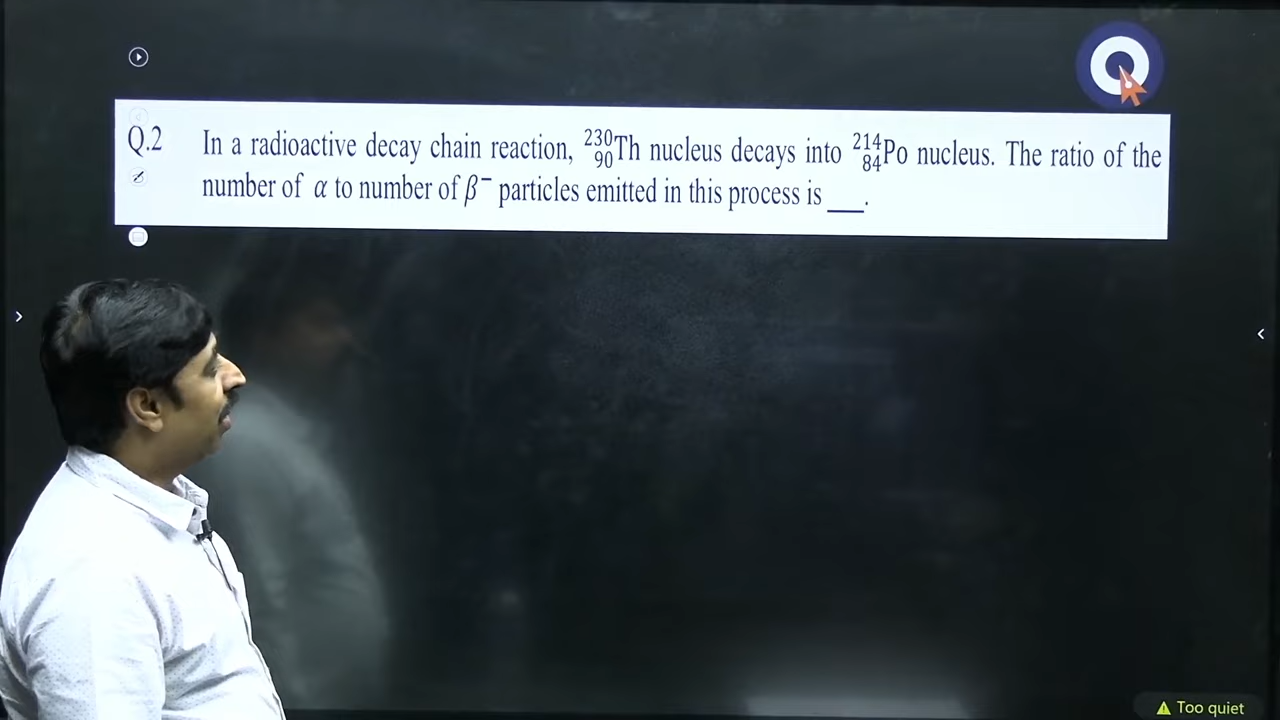 Q.2 In a radioactive decay chain reaction, ²³⁰₉₀Th nucleus decays into ²¹⁴₈₄Po nucleus. The ratio of the
number of α to number of β⁻ particles emitted in this process is ___.
Too quiet